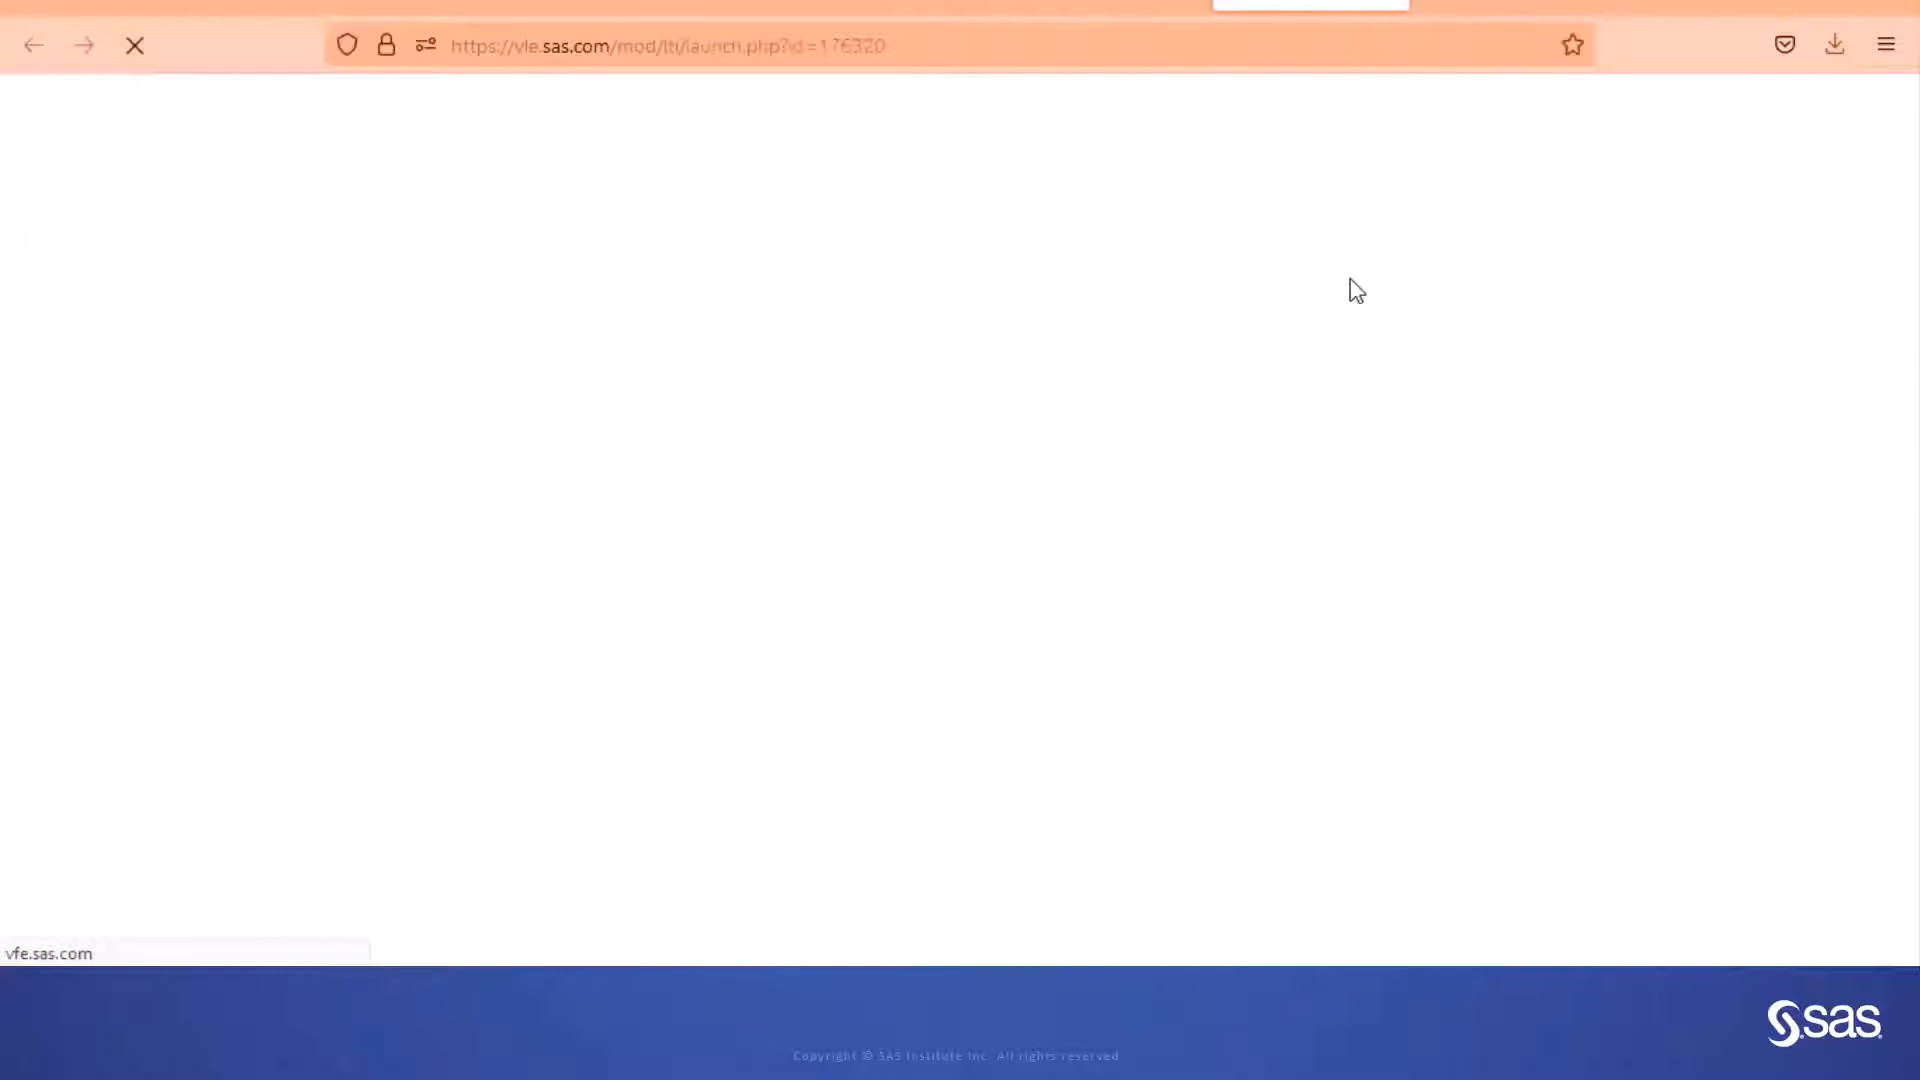 https://vle.sas.com/mod/lti/launch.php?id=176320
vfe.sas.com
sas
Copyright © SAS Institute Inc. All rights reserved